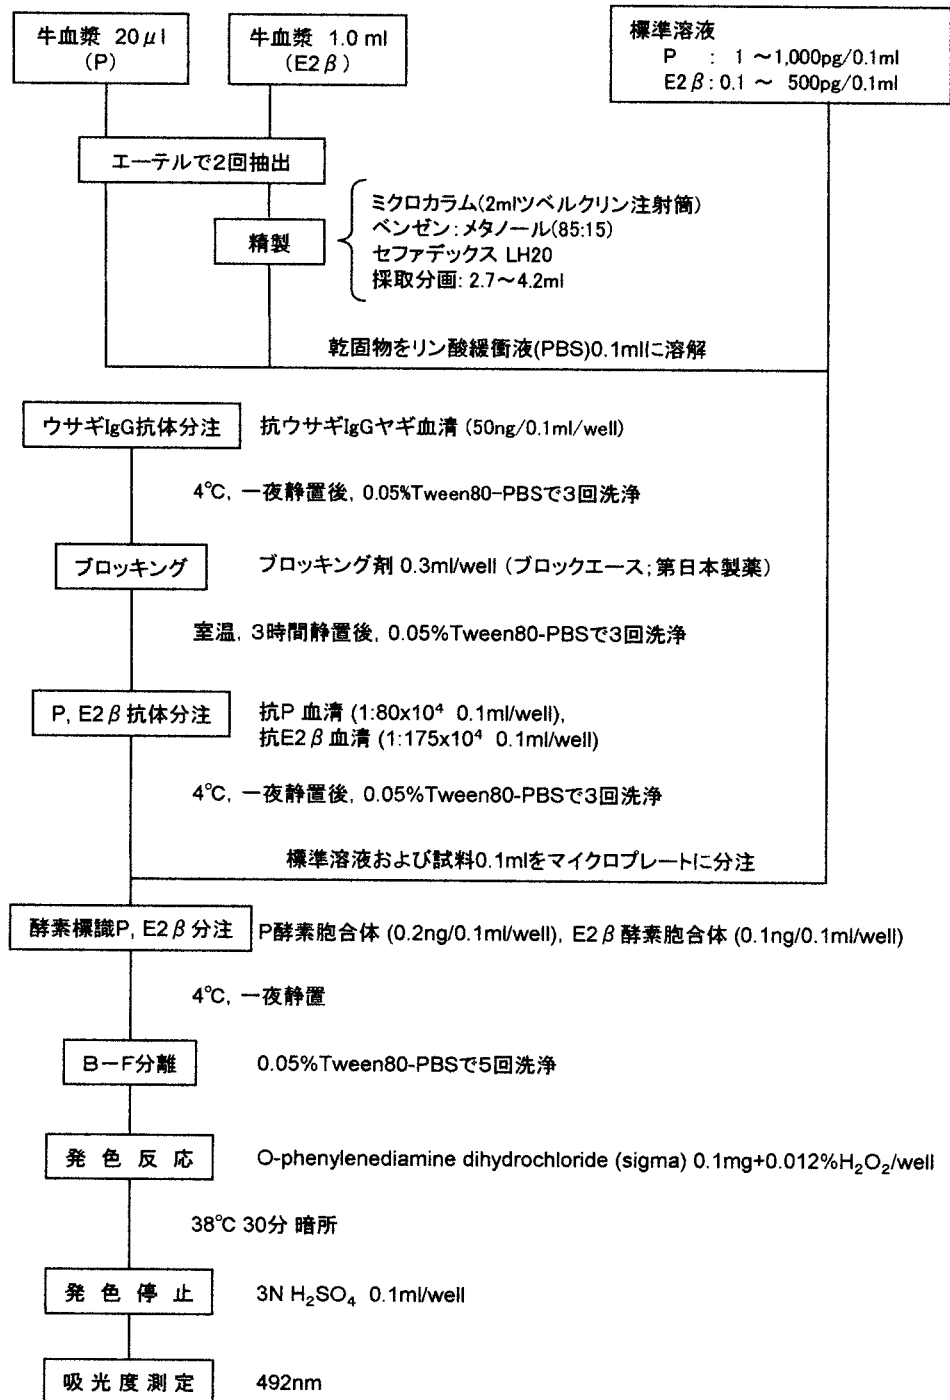 牛血漿 20μl
(P)
牛血漿 1.0 ml
(E2β)
標準溶液
P : 1 ~1,000pg/0.1ml
E2β: 0.1 ~ 500pg/0.1ml
エーテルで2回抽出
精製
ミクロカラム(2mlツベルクリン注射筒)
ベンゼン:メタノール(85:15)
セファデックス LH20
採取分画: 2.7~4.2ml
乾固物をリン酸緩衝液(PBS)0.1mlに溶解
ウサギIgG抗体分注
抗ウサギIgGヤギ血清 (50ng/0.1ml/well)
4℃, 一夜静置後, 0.05%Tween80-PBSで3回洗浄
ブロッキング
ブロッキング剤 0.3ml/well (ブロックエース;第日本製薬)
室温, 3時間静置後, 0.05%Tween80-PBSで3回洗浄
P, E2β抗体分注
抗P 血清 (1:80x10⁴ 0.1ml/well),
抗E2β血清 (1:175x10⁴ 0.1ml/well)
4℃, 一夜静置後, 0.05%Tween80-PBSで3回洗浄
標準溶液および試料0.1mlをマイクロプレートに分注
酵素標識P, E2β分注
P酵素胞合体 (0.2ng/0.1ml/well), E2β酵素胞合体 (0.1ng/0.1ml/well)
4℃, 一夜静置
B-F分離
0.05%Tween80-PBSで5回洗浄
発色反応
O-phenylenediamine dihydrochloride (sigma) 0.1mg+0.012%H₂O₂/well
38℃ 30分 暗所
発色停止
3N H₂SO₄ 0.1ml/well
吸光度測定
492nm